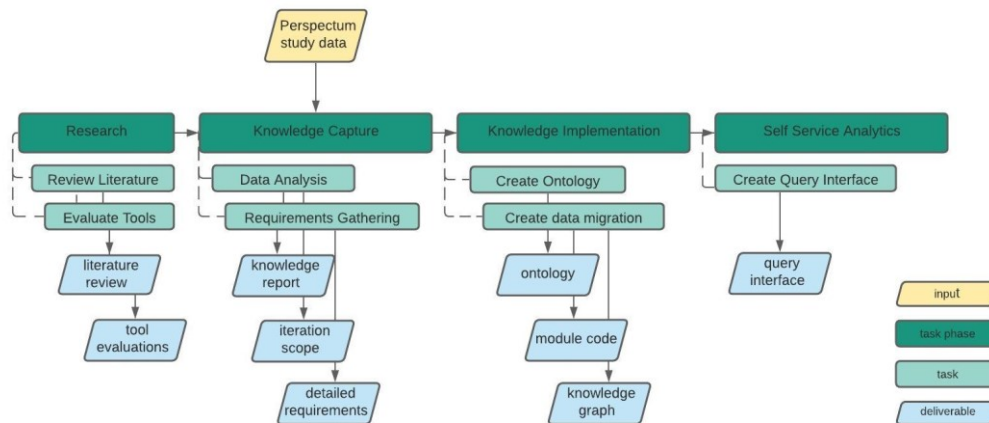 Perspectum
study data
Research
Knowledge Capture
Knowledge Implementation
Self Service Analytics
Review Literature
Data Analysis
Create Ontology
Create Query Interface
Evaluate Tools
Requirements Gathering
Create data migration
literature
review
knowledge
report
ontology
query
interface
tool
evaluations
iteration
scope
module code
detailed
requirements
knowledge
graph
input
task phase
task
deliverable